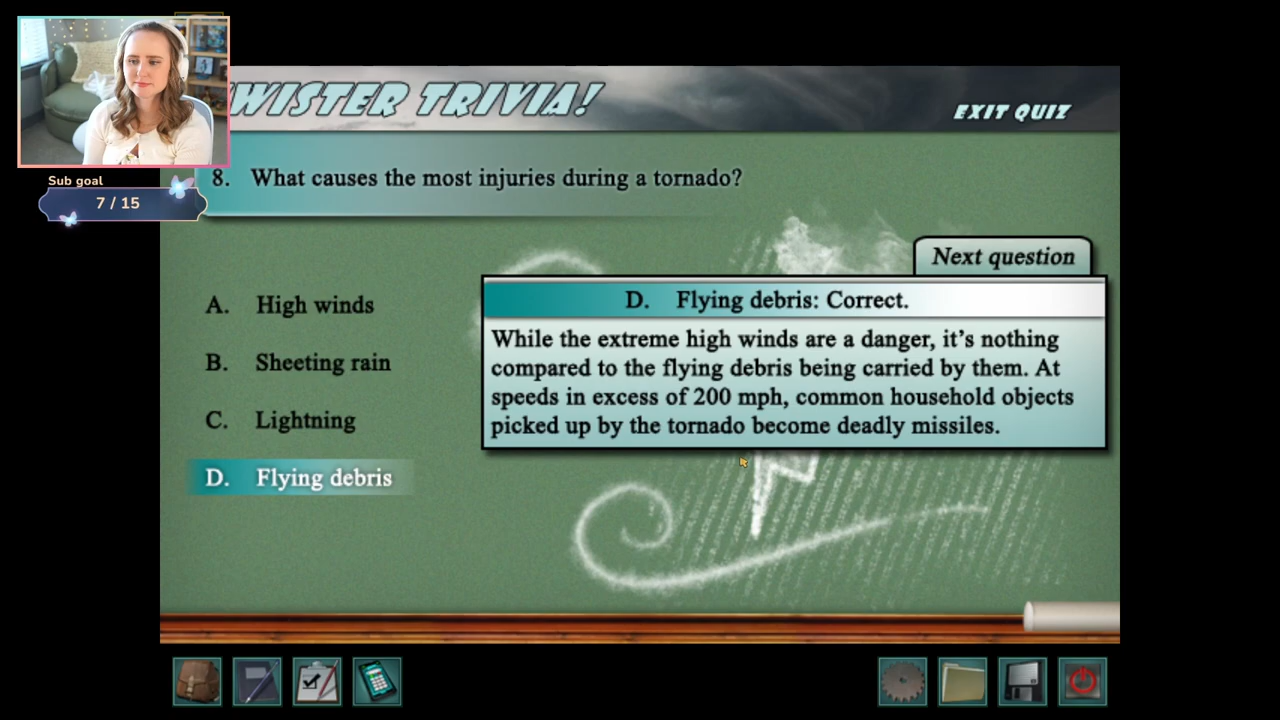 WISTER TRIVIA!
EXIT QUIZ
Sub goal
7 / 15
8. What causes the most injuries during a tornado?
Next question
A. High winds
B. Sheeting rain
C. Lightning
D. Flying debris
D. Flying debris: Correct.
While the extreme high winds are a danger, it's nothing
compared to the flying debris being carried by them. At
speeds in excess of 200 mph, common household objects
picked up by the tornado become deadly missiles.